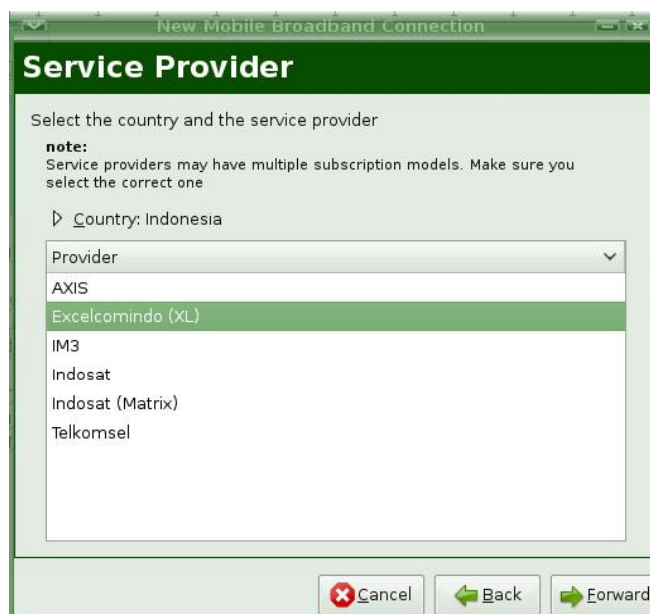 New Mobile Broadband Connection
Service Provider
Select the country and the service provider
note:
Service providers may have multiple subscription models. Make sure you
select the correct one
Country: Indonesia
Provider
AXIS
Excelcomindo (XL)
IM3
Indosat
Indosat (Matrix)
Telkomsel
Cancel
Back
Forward